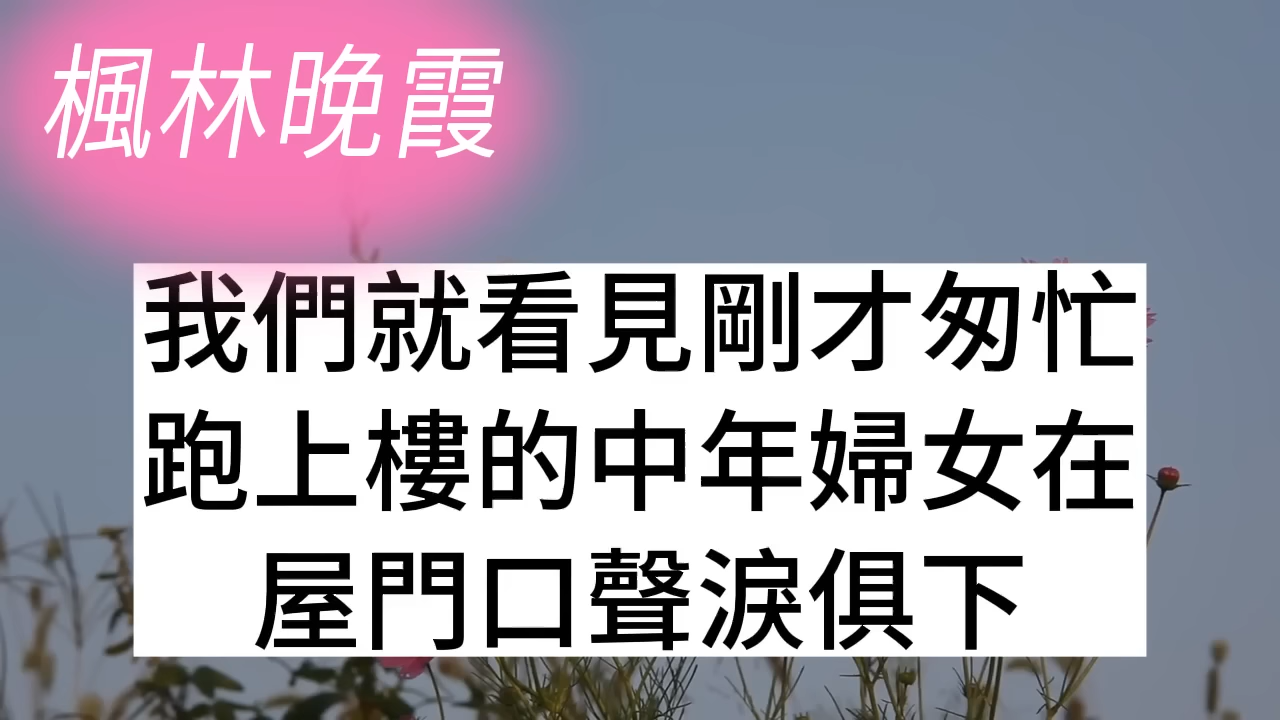 楓林晚霞
我們就看見剛才匆忙
跑上樓的中年婦女在
屋門口聲淚俱下